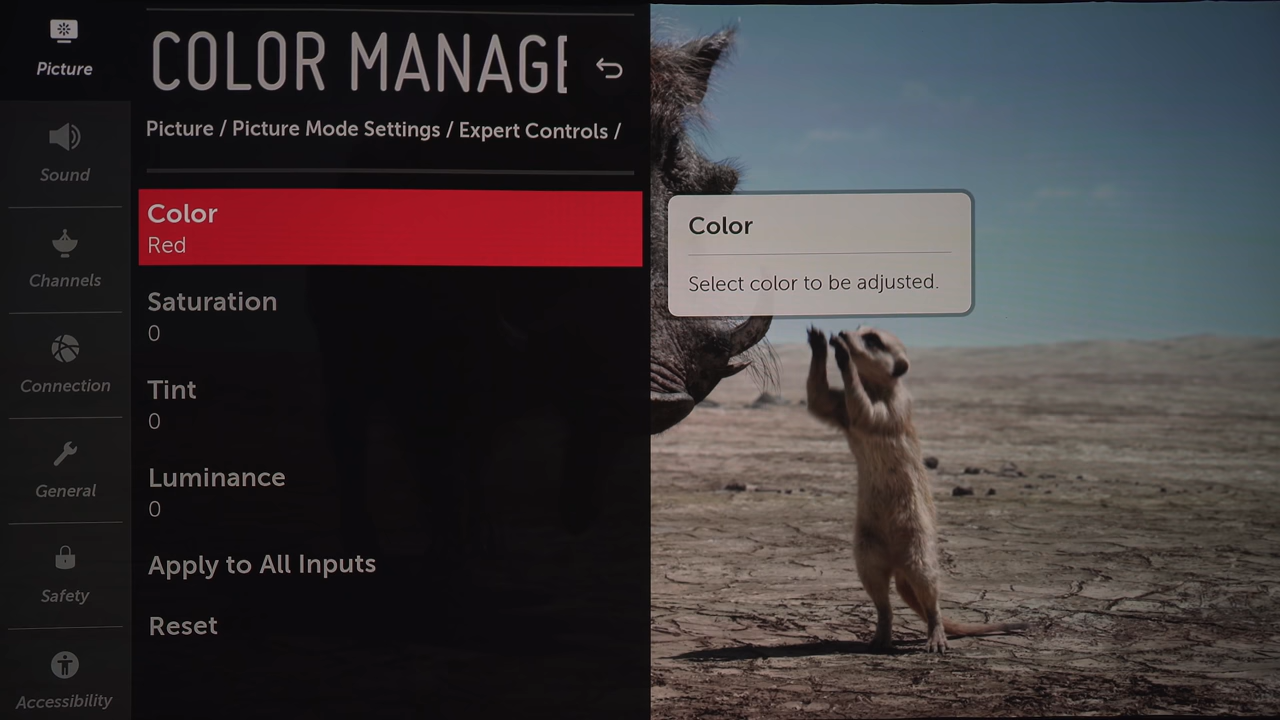 Picture
Sound
Channels
Connection
General
Safety
Accessibility
COLOR MANAGE
Picture / Picture Mode Settings / Expert Controls /
Color
Red
Saturation
0
Tint
0
Luminance
0
Apply to All Inputs
Reset
Color
Select color to be adjusted.